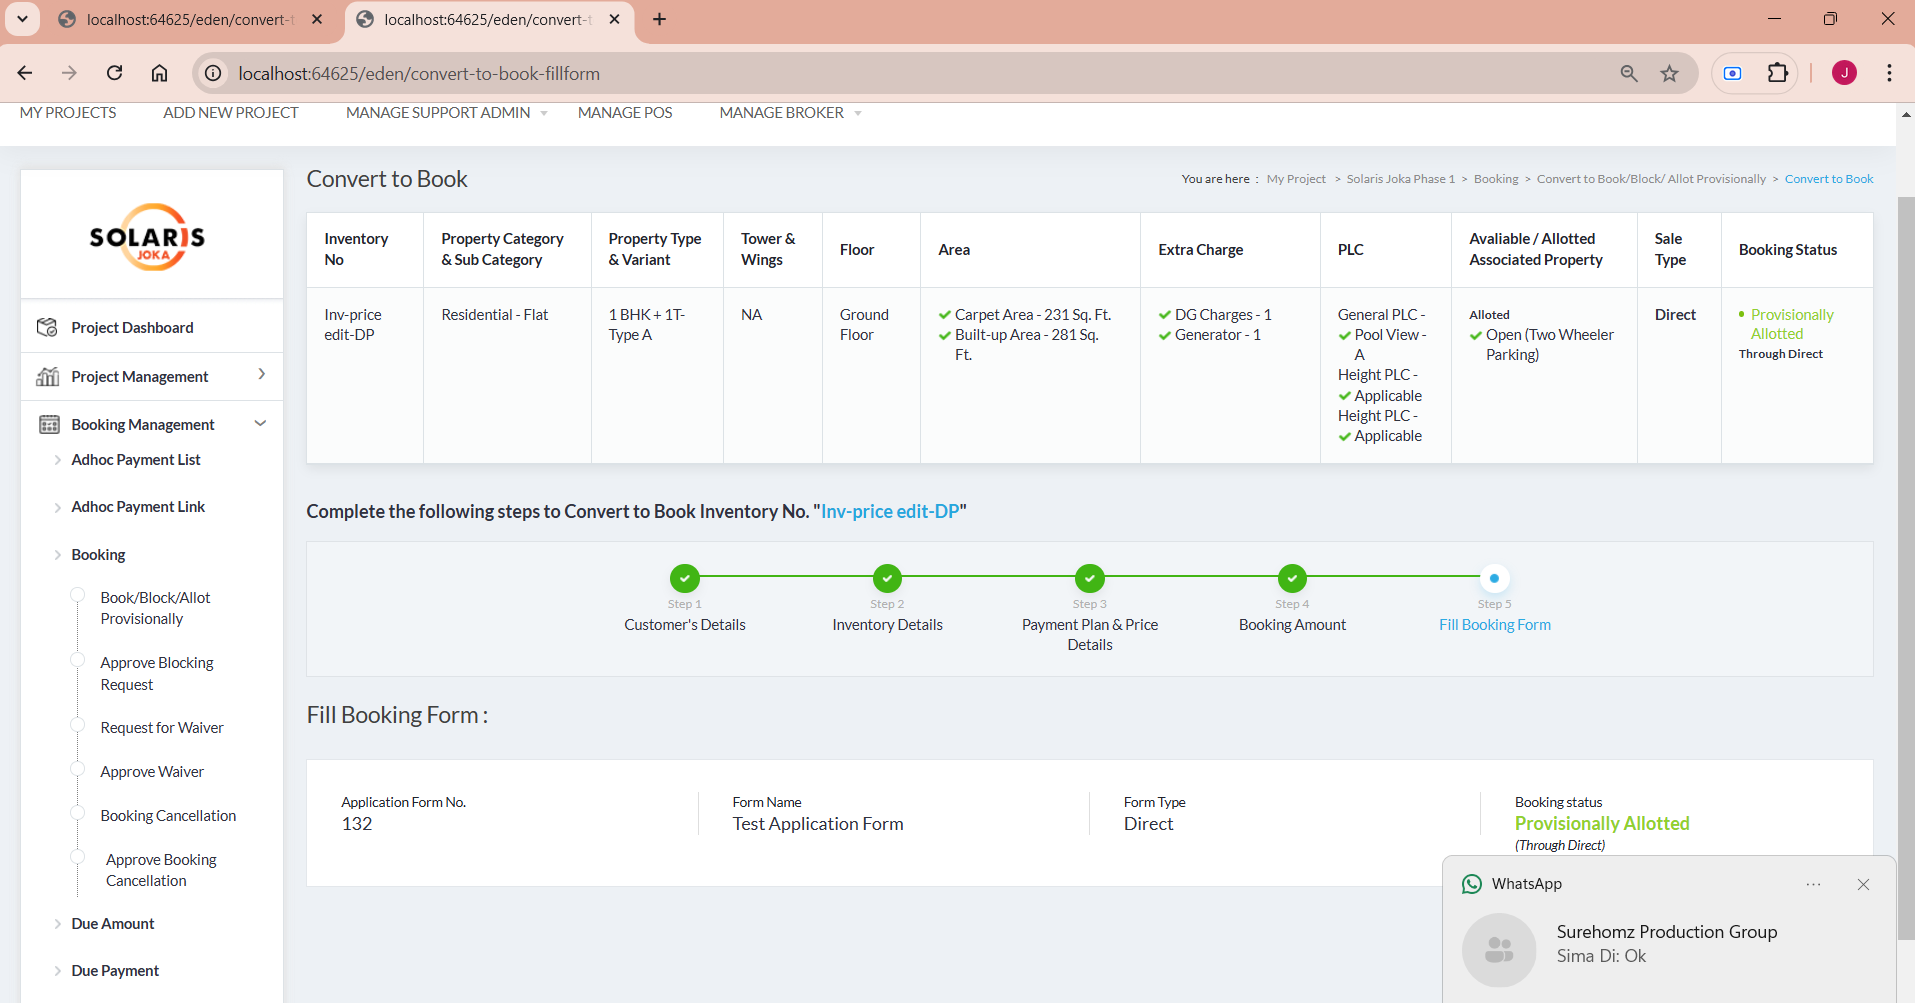 localhost:64625/eden/convert-t
localhost:64625/eden/convert-t
localhost:64625/eden/convert-to-book-fillform
J
MY PROJECTS
ADD NEW PROJECT
MANAGE SUPPORT ADMIN
MANAGE POS
MANAGE BROKER
SOLARIS
JOKA
Project Dashboard
Project Management
Booking Management
Adhoc Payment List
Adhoc Payment Link
Booking
Book/Block/Allot
Provisionally
Approve Blocking
Request
Request for Waiver
Approve Waiver
Booking Cancellation
Approve Booking
Cancellation
Due Amount
Due Payment
Convert to Book
You are here : My Project > Solaris Joka Phase 1 > Booking > Convert to Book/Block/ Allot Provisionally > Convert to Book
Inventory
No
Property Category
& Sub Category
Property Type
& Variant
Tower &
Wings
Floor
Area
Extra Charge
PLC
Avaliable / Allotted
Associated Property
Sale
Type
Booking Status
Inv-price
edit-DP
Residential - Flat
1 BHK + 1T-
Type A
NA
Ground
Floor
Carpet Area - 231 Sq. Ft.
Built-up Area - 281 Sq.
Ft.
DG Charges - 1
Generator - 1
General PLC -
Pool View -
A
Height PLC -
Applicable
Height PLC -
Applicable
Alloted
Open (Two Wheeler
Parking)
Direct
Provisionally
Allotted
Through Direct
Complete the following steps to Convert to Book Inventory No. "Inv-price edit-DP"
Step 1
Customer's Details
Step 2
Inventory Details
Step 3
Payment Plan & Price
Details
Step 4
Booking Amount
Step 5
Fill Booking Form
Fill Booking Form :
Application Form No.
132
Form Name
Test Application Form
Form Type
Direct
Booking status
Provisionally Allotted
(Through Direct)
WhatsApp
Surehomz Production Group
Sima Di: Ok